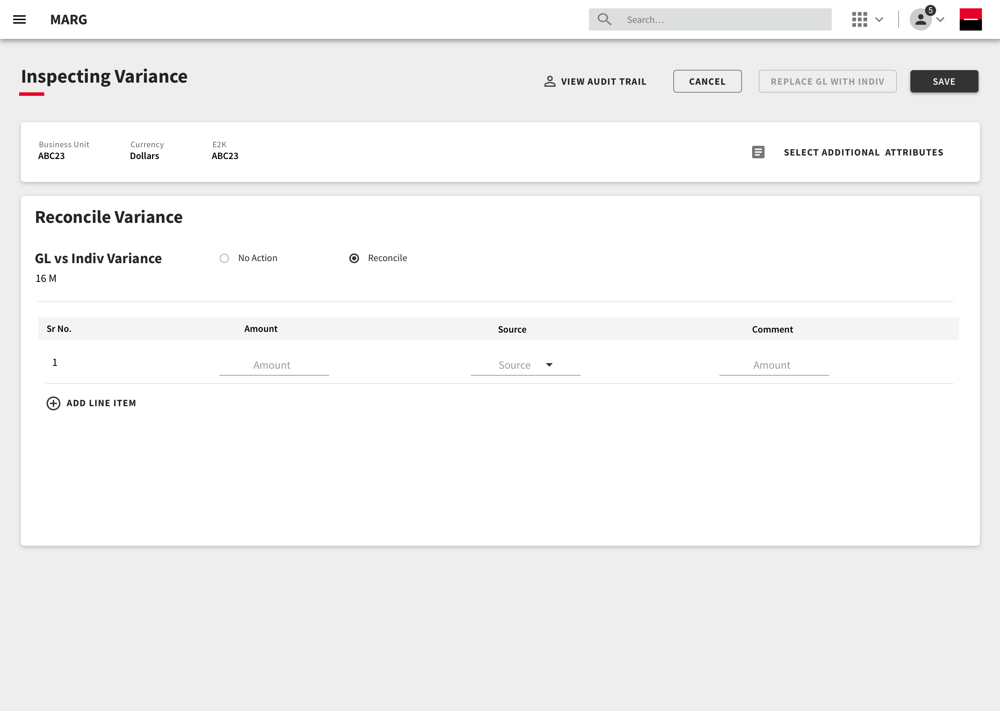 MARG
Search...
5
Inspecting Variance
VIEW AUDIT TRAIL
CANCEL
REPLACE GL WITH INDIV
SAVE
Business Unit
ABC23
Currency
Dollars
E2K
ABC23
SELECT ADDITIONAL ATTRIBUTES
Reconcile Variance
GL vs Indiv Variance
No Action
Reconcile
16 M
Sr No.
Amount
Source
Comment
1
Amount
Source
Amount
ADD LINE ITEM